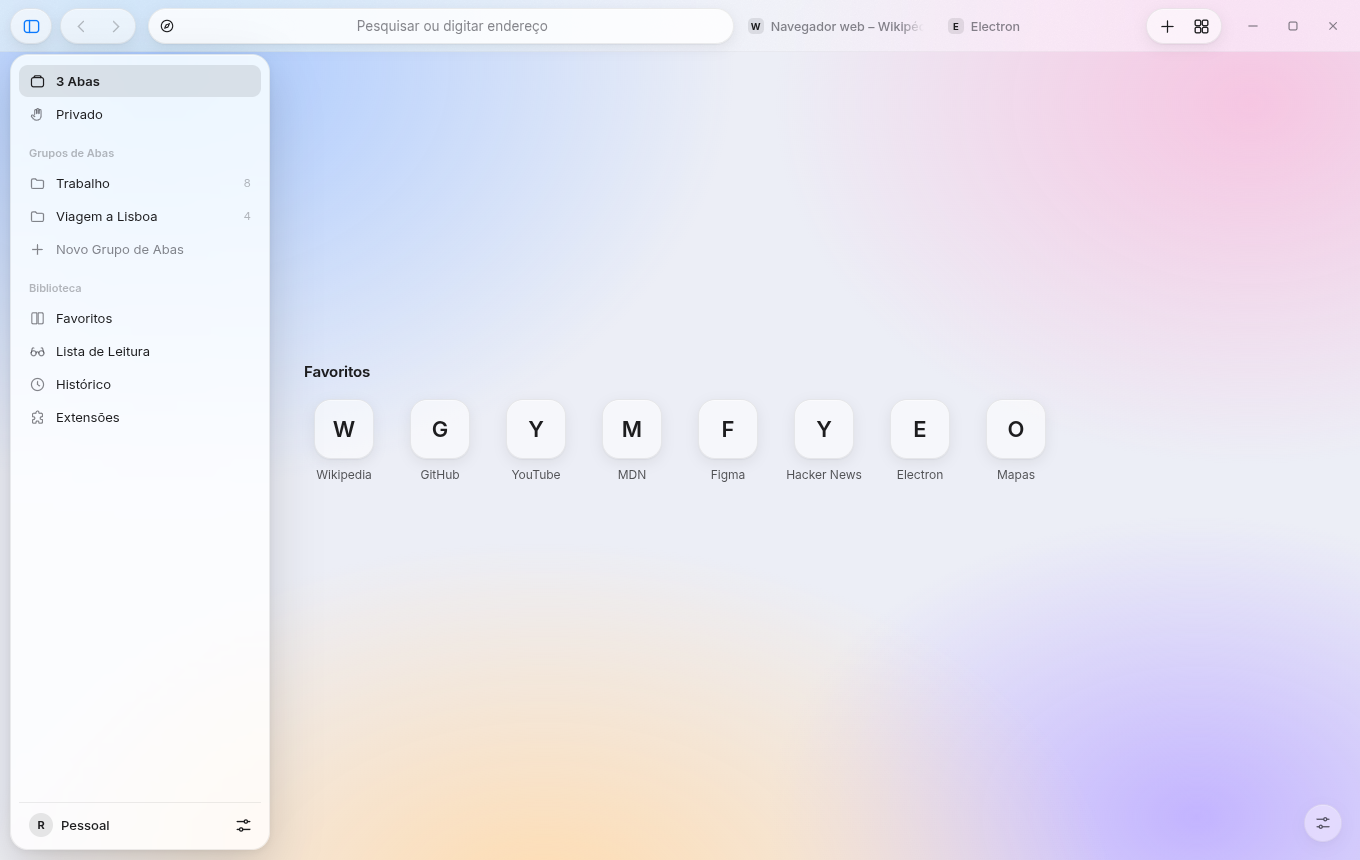 Pesquisar ou digitar endereço
W Navegador web – Wikipé
E Electron
3 Abas
Privado
Grupos de Abas
Trabalho 8
Viagem a Lisboa 4
Novo Grupo de Abas
Biblioteca
Favoritos
Lista de Leitura
Histórico
Extensões
R Pessoal
Favoritos
W G Y M F Y E O
Wikipedia GitHub YouTube MDN Figma Hacker News Electron Mapas